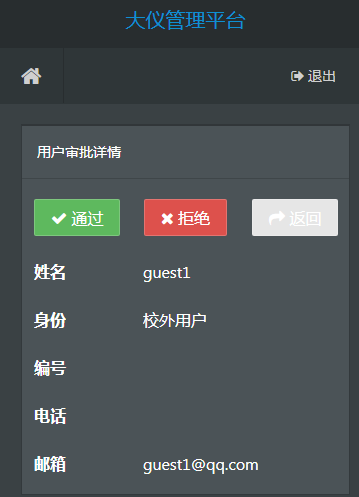 大仪管理平台
退出
用户审批详情
通过 拒绝 返回
姓名 guest1
身份 校外用户
编号
电话
邮箱 guest1@qq.com